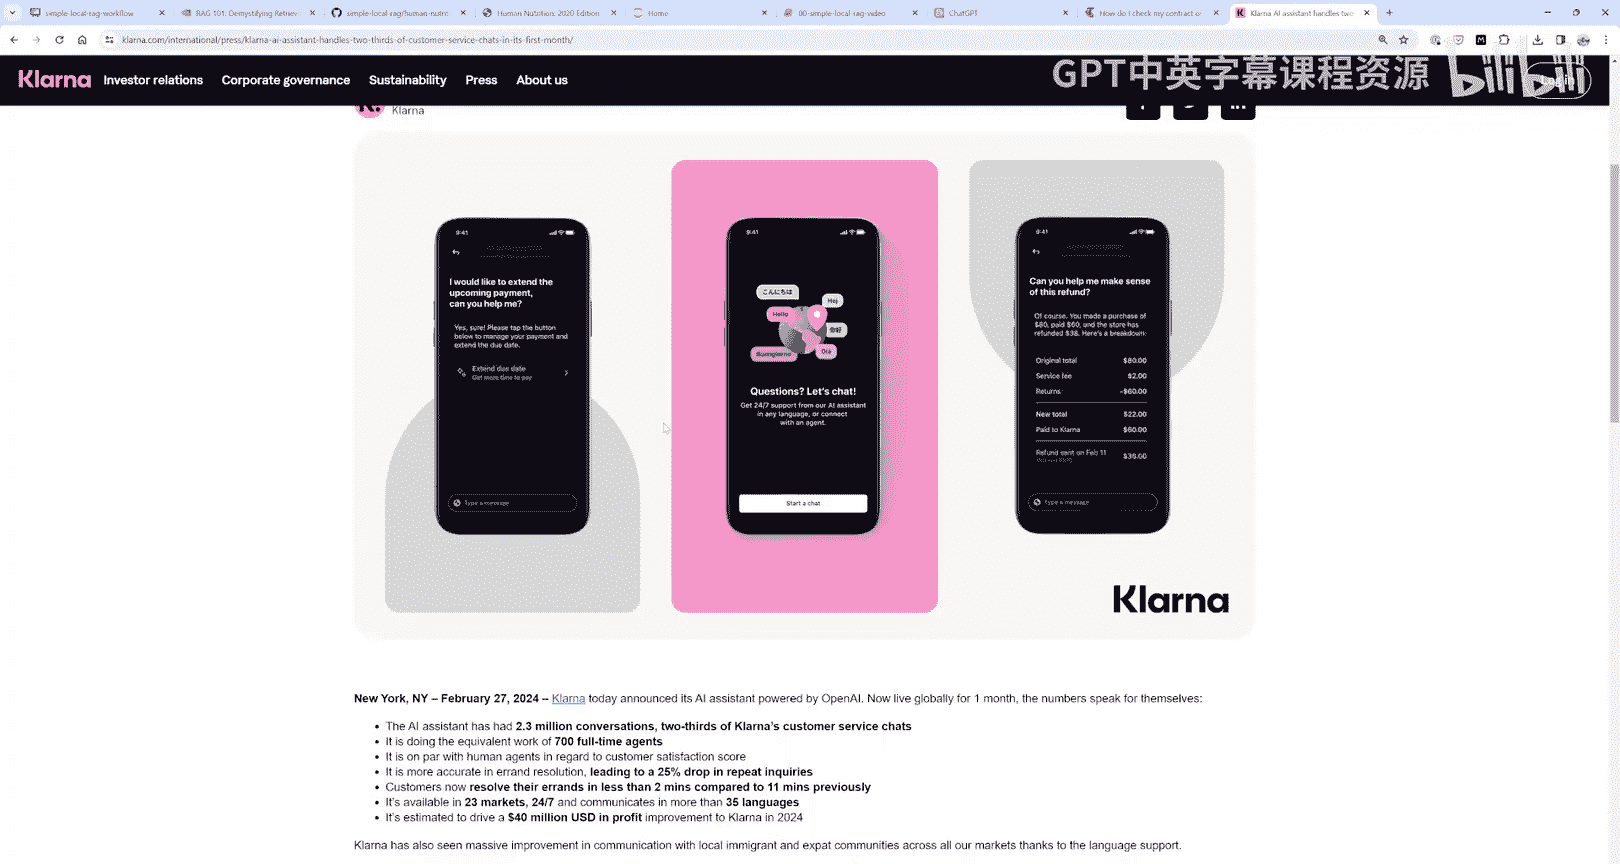 simple-local-rag-workflow
RAG 101: Demystifying Retriev
simple-local-rag/human-nutrit
Human Nutrition: 2020 Edition
Home
00-simple-local-rag-video
ChatGPT
How do I check my contract or
Klarna AI assistant handles two
klarna.com/international/press/klarna-ai-assistant-handles-two-thirds-of-customer-service-chats-in-its-first-month/
Klarna
Investor relations
Corporate governance
Sustainability
Press
About us
Log in
GPT中英字幕课程资源
bilibili
Klarna
9:41
I would like to extend the
upcoming payment,
can you help me?
Yes, sure! Please tap the button
below to manage your payment and
extend the due date.
Extend due date
Get more time to pay
Type a message
9:41
こんにちは
Hej
Hello
你好
Buongiorno
Olá
Questions? Let's chat!
Get 24/7 support from our AI assistant
in any language, or connect
with an agent.
Start a chat
9:41
Can you help me make sense
of this refund?
Of course. You made a purchase of
$80, paid $60, and the store has
refunded $38. Here's a breakdown:
Original total $80.00
Service fee $2.00
Returns -$60.00
New total $22.00
Paid to Klarna $60.00
Refund sent on Feb 11 $38.00
Type a message
Klarna
New York, NY – February 27, 2024 – Klarna today announced its AI assistant powered by OpenAI. Now live globally for 1 month, the numbers speak for themselves:
• The AI assistant has had 2.3 million conversations, two-thirds of Klarna's customer service chats
• It is doing the equivalent work of 700 full-time agents
• It is on par with human agents in regard to customer satisfaction score
• It is more accurate in errand resolution, leading to a 25% drop in repeat inquiries
• Customers now resolve their errands in less than 2 mins compared to 11 mins previously
• It's available in 23 markets, 24/7 and communicates in more than 35 languages
• It's estimated to drive a $40 million USD in profit improvement to Klarna in 2024
Klarna has also seen massive improvement in communication with local immigrant and expat communities across all our markets thanks to the language support.